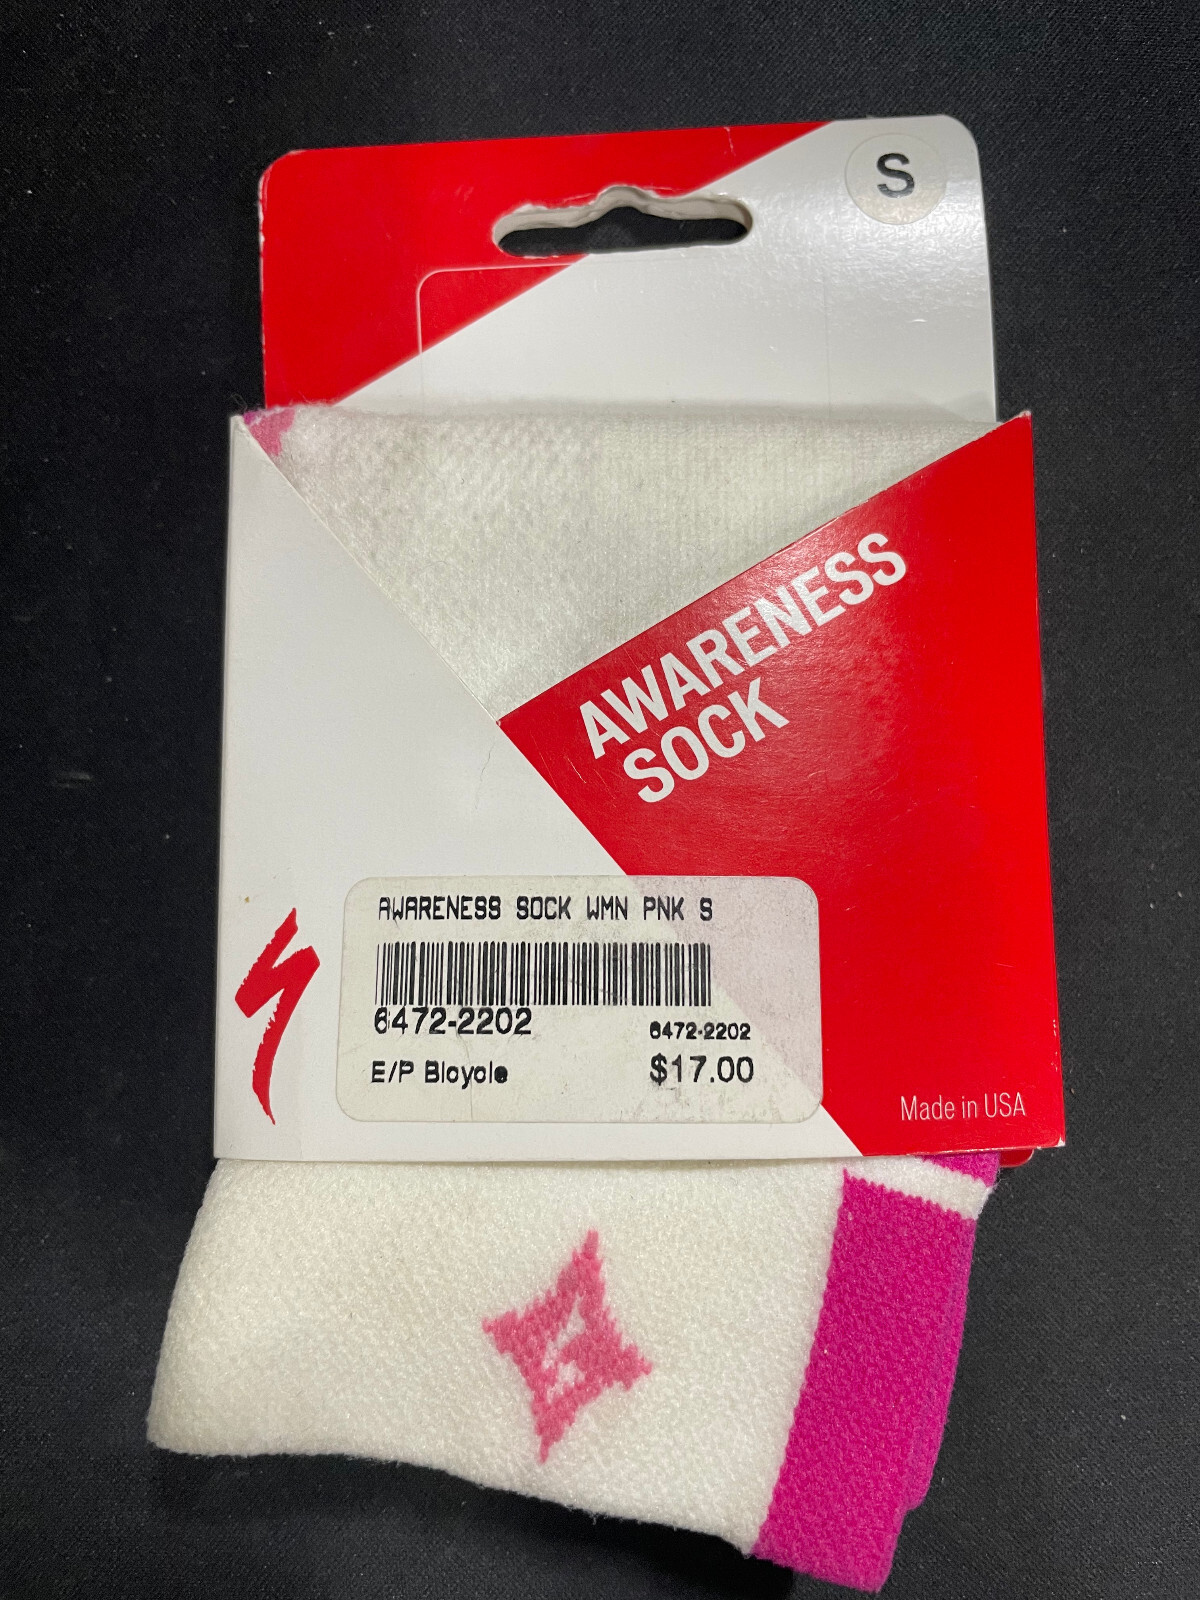 S
AWARENESS
SOCK
AWARENESS SOCK WMN PNK S
6472-2202
6472-2202
E/P Bicycle
$17.00
Made in USA